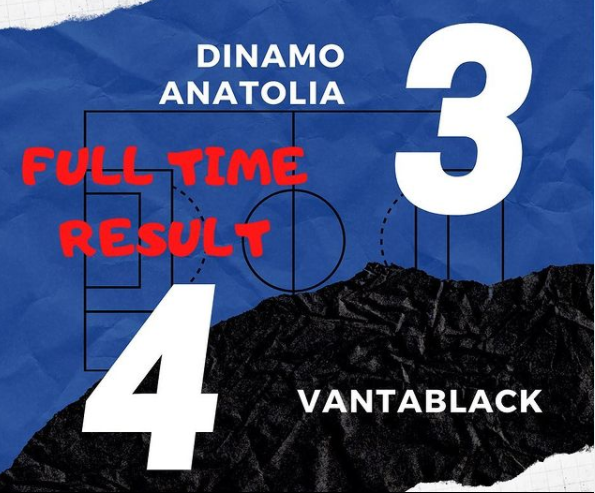 DINAMO
ANATOLIA
3
FULL TIME
RESULT
4
VANTABLACK